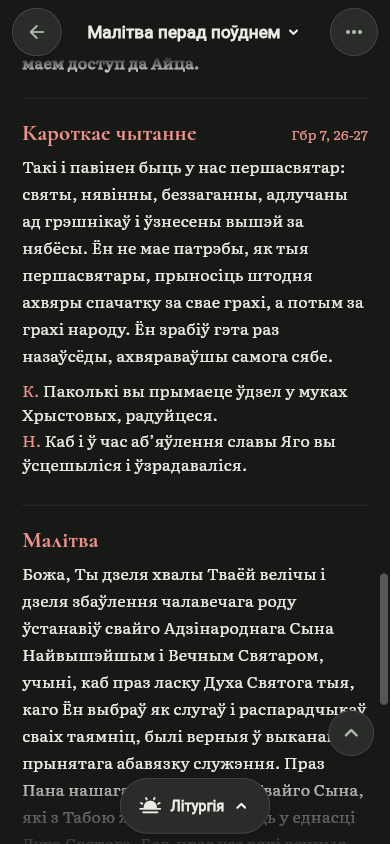 Малітва перад поўднем
маем доступ да Айца.
Кароткае чытанне
Гбр 7, 26-27
Такі і павінен быць у нас першасвятар:
святы, нявінны, беззаганны, адлучаны
ад грэшнікаў і ўзнесены вышэй за
нябёсы. Ён не мае патрэбы, як тыя
першасвятары, прыносіць штодня
ахвяры спачатку за свае грахі, а потым за
грахі народу. Ён зрабіў гэта раз
назаўсёды, ахвяраваўшы самога сябе.
К. Паколькі вы прымаеце ўдзел у муках
Хрыстовых, радуйцеся.
Н. Каб і ў час аб’яўлення славы Яго вы
ўсцешыліся і ўзрадаваліся.
Малітва
Божа, Ты дзеля хвалы Тваёй велічы і
дзеля збаўлення чалавечага роду
ўстанавіў свайго Адзінароднага Сына
Найвышэйшым і Вечным Святаром,
учыні, каб праз ласку Духа Святога тыя,
каго Ён выбраў як слугаў і распарадчыкаў
сваіх таямніц, былі верныя ў
прынятага абавязку служэння. Праз
Пана Сына,
які з Табою у еднасці
Літургія